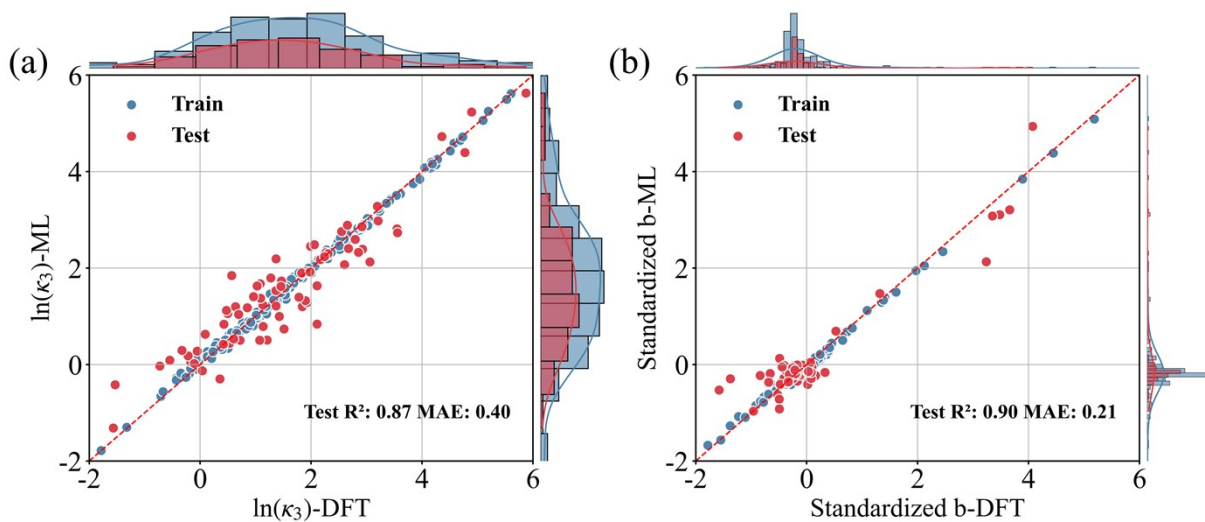 (a)
6
4
2
0
-2
ln(κ₃)-ML
Train
Test
Test R²: 0.87 MAE: 0.40
-2 0 2 4 6
ln(κ₃)-DFT
(b)
6
4
2
0
-2
Standardized b-ML
Train
Test
Test R²: 0.90 MAE: 0.21
-2 0 2 4 6
Standardized b-DFT